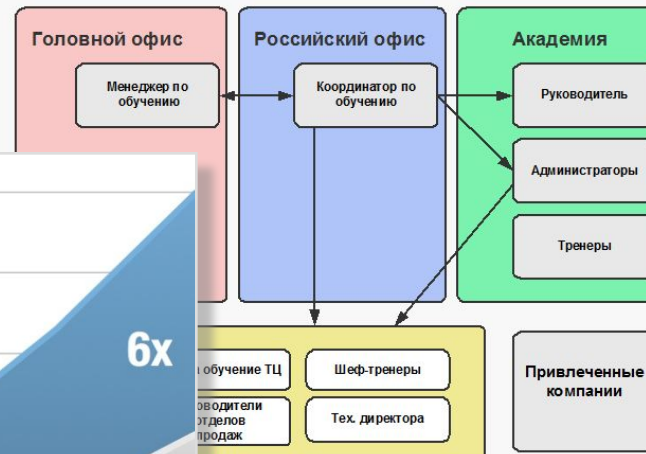 Головной офис
Российский офис
Академия
Менеджер по
обучению
Координатор по
обучению
Руководитель
Администраторы
Тренеры
6x
обучение ТЦ
Шеф-тренеры
отделов
продаж
Тех. директора
Привлеченные
компании